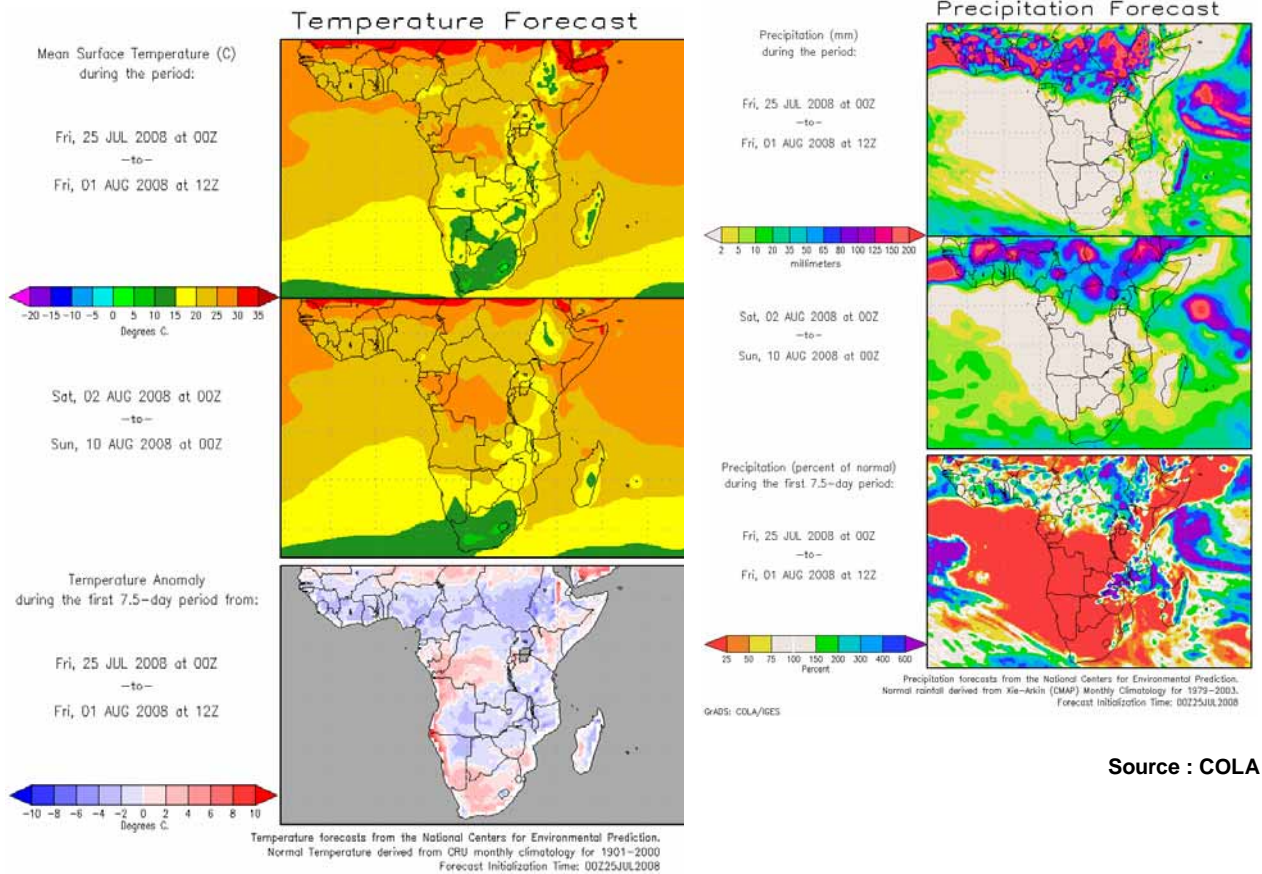 Temperature Forecast
Mean Surface Temperature (C)
during the period:
Fri, 25 JUL 2008 at 00Z
-to-
Fri, 01 AUG 2008 at 12Z
-20 -15 -10 -5 0 5 10 15 20 25 30 35
Degrees C.
Sat, 02 AUG 2008 at 00Z
-to-
Sun, 10 AUG 2008 at 00Z
Temperature Anomaly
during the first 7.5-day period from:
Fri, 25 JUL 2008 at 00Z
-to-
Fri, 01 AUG 2008 at 12Z
-10 -8 -6 -4 -2 0 2 4 6 8 10
Degrees C.
Temperature forecasts from the National Centers for Environmental Prediction.
Normal Temperature derived from CRU monthly climatology for 1901-2000
Forecast Initialization Time: 00Z25JUL2008
Precipitation Forecast
Precipitation (mm)
during the period:
Fri, 25 JUL 2008 at 00Z
-to-
Fri, 01 AUG 2008 at 12Z
2 5 10 20 35 50 65 80 100 125 150 200
millimeters
Sat, 02 AUG 2008 at 00Z
-to-
Sun, 10 AUG 2008 at 00Z
Precipitation (percent of normal)
during the first 7.5-day period:
Fri, 25 JUL 2008 at 00Z
-to-
Fri, 01 AUG 2008 at 12Z
25 50 75 100 150 200 300 400 600
Percent
Precipitation forecasts from the National Centers for Environmental Prediction.
Normal rainfall derived from Xie-Arkin (CMAP) Monthly Climatology for 1979-2003.
Forecast Initialization Time: 00Z25JUL2008
GrADS: COLA/IGES
Source : COLA